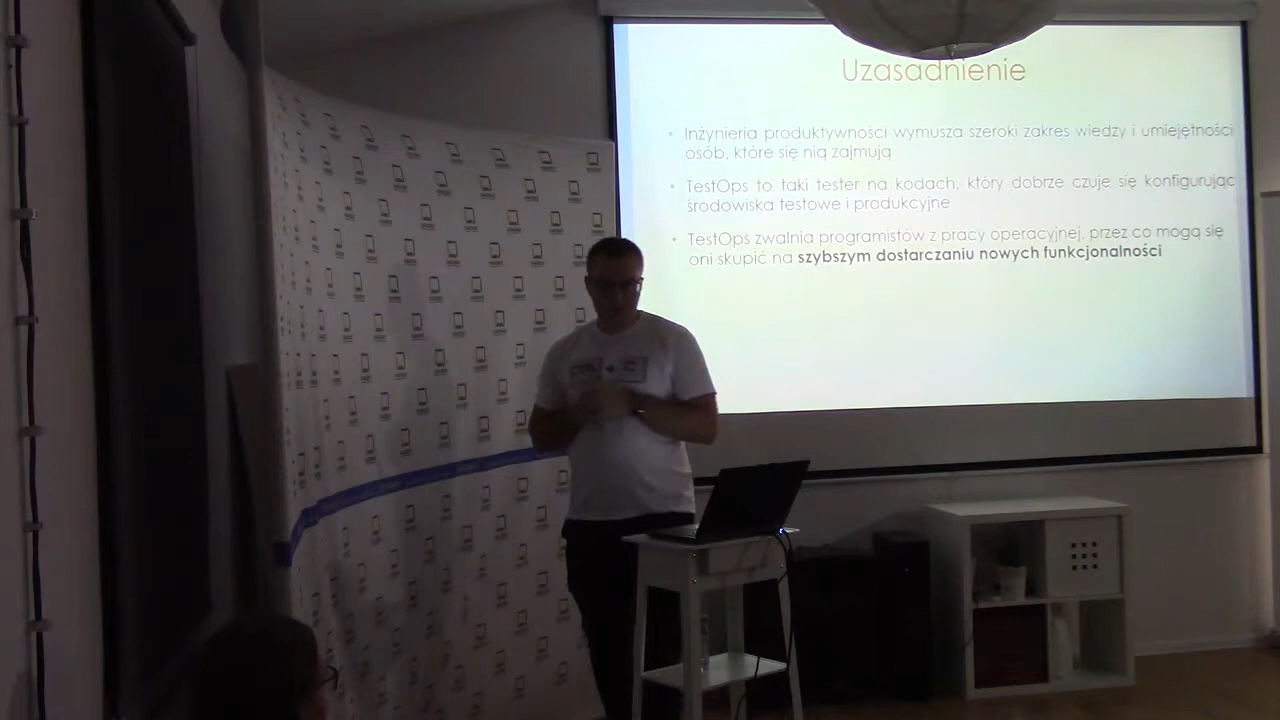 Uzasadnienie
• Inżynieria produktywności wymusza szeroki zakres wiedzy i umiejętności
osób, które się nią zajmują
• TestOps to taki tester na kodach, który dobrze czuje się konfigurując
środowiska testowe i produkcyjne
• TestOps zwalnia programistów z pracy operacyjnej, przez co mogą się
oni skupić na szybszym dostarczaniu nowych funkcjonalności